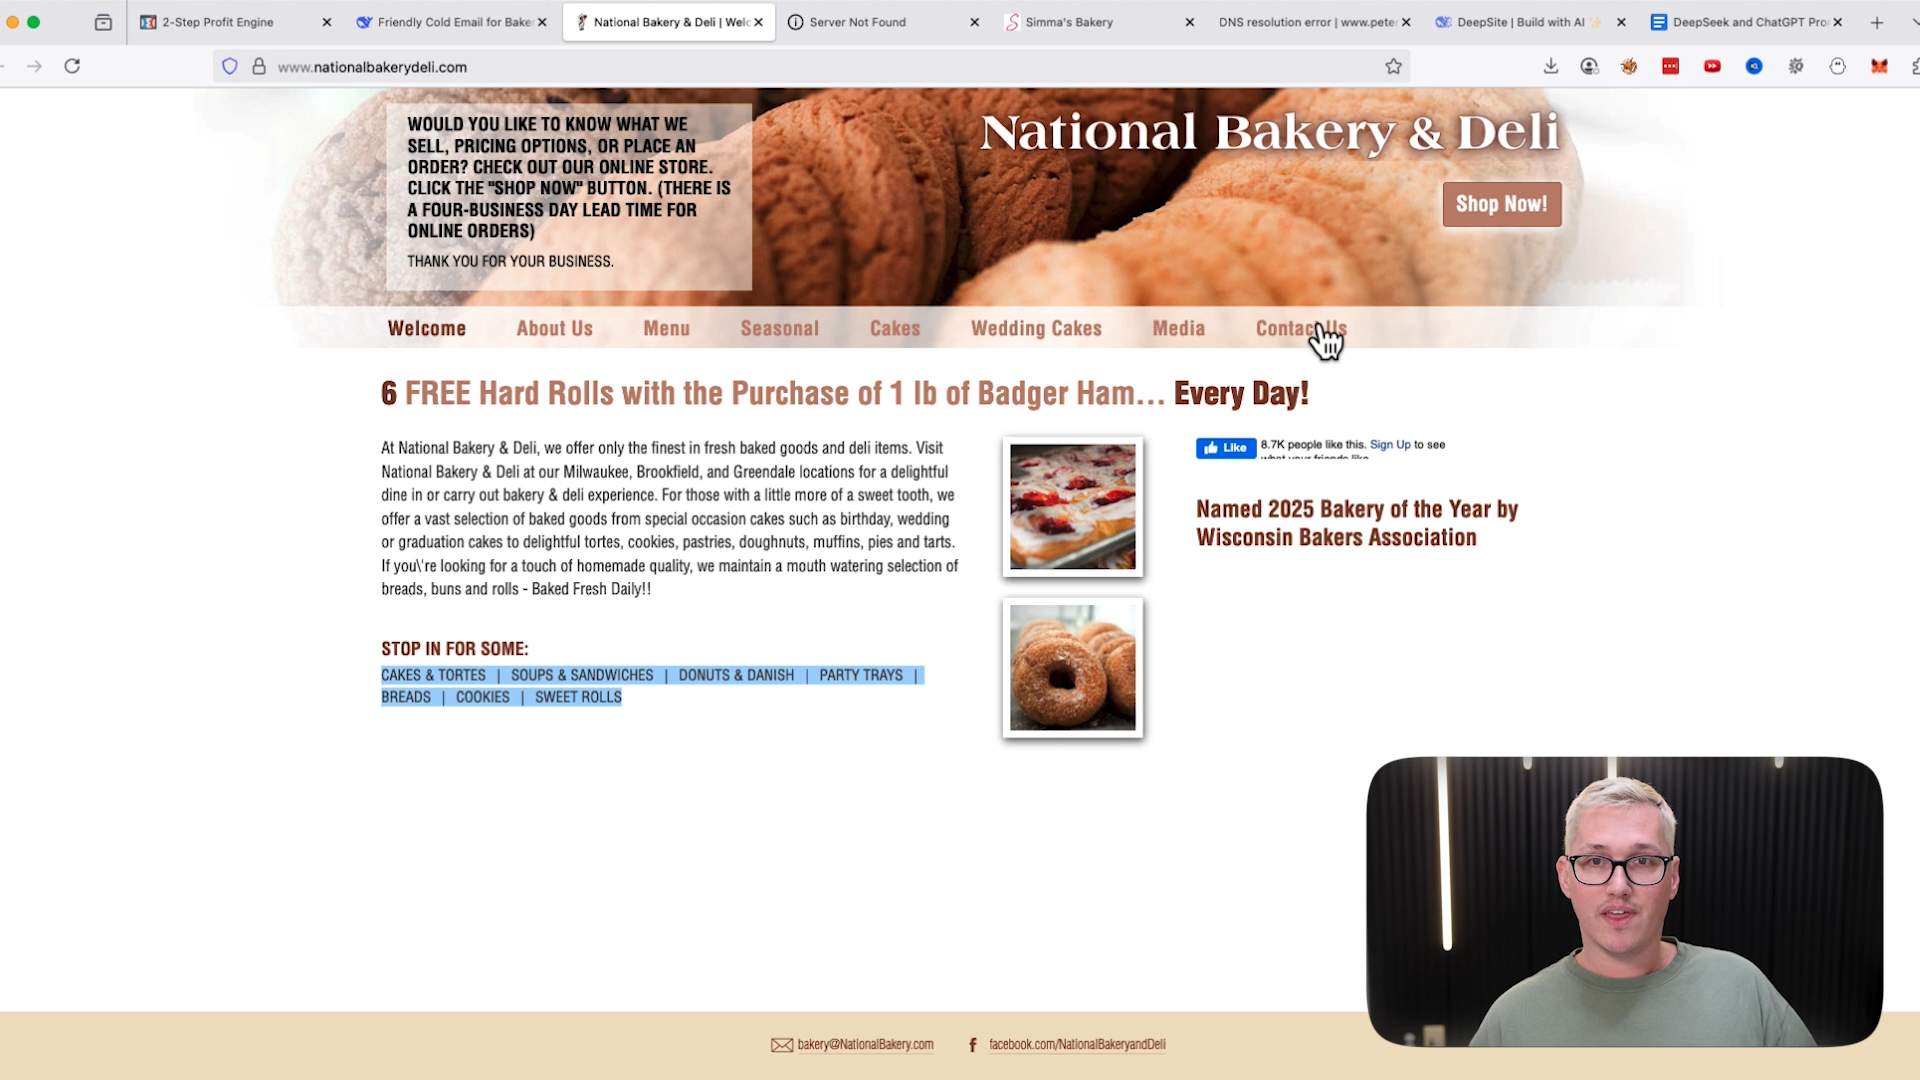 2-Step Profit Engine
Friendly Cold Email for Bake
National Bakery & Deli | Welc
Server Not Found
Simma's Bakery
DNS resolution error | www.pete
DeepSite | Build with AI
DeepSeek and ChatGPT Pro
www.nationalbakerydeli.com
WOULD YOU LIKE TO KNOW WHAT WE
SELL, PRICING OPTIONS, OR PLACE AN
ORDER? CHECK OUT OUR ONLINE STORE.
CLICK THE "SHOP NOW" BUTTON. (THERE IS
A FOUR-BUSINESS DAY LEAD TIME FOR
ONLINE ORDERS)
THANK YOU FOR YOUR BUSINESS.
National Bakery & Deli
Shop Now!
Welcome About Us Menu Seasonal Cakes Wedding Cakes Media Contact Us
6 FREE Hard Rolls with the Purchase of 1 lb of Badger Ham... Every Day!
At National Bakery & Deli, we offer only the finest in fresh baked goods and deli items. Visit
National Bakery & Deli at our Milwaukee, Brookfield, and Greendale locations for a delightful
dine in or carry out bakery & deli experience. For those with a little more of a sweet tooth, we
offer a vast selection of baked goods from special occasion cakes such as birthday, wedding
or graduation cakes to delightful tortes, cookies, pastries, doughnuts, muffins, pies and tarts.
If you\'re looking for a touch of homemade quality, we maintain a mouth watering selection of
breads, buns and rolls - Baked Fresh Daily!!
STOP IN FOR SOME:
CAKES & TORTES | SOUPS & SANDWICHES | DONUTS & DANISH | PARTY TRAYS |
BREADS | COOKIES | SWEET ROLLS
Like
8.7K people like this. Sign Up to see
what your friends like.
Named 2025 Bakery of the Year by
Wisconsin Bakers Association
bakery@NationalBakery.com
facebook.com/NationalBakeryandDeli